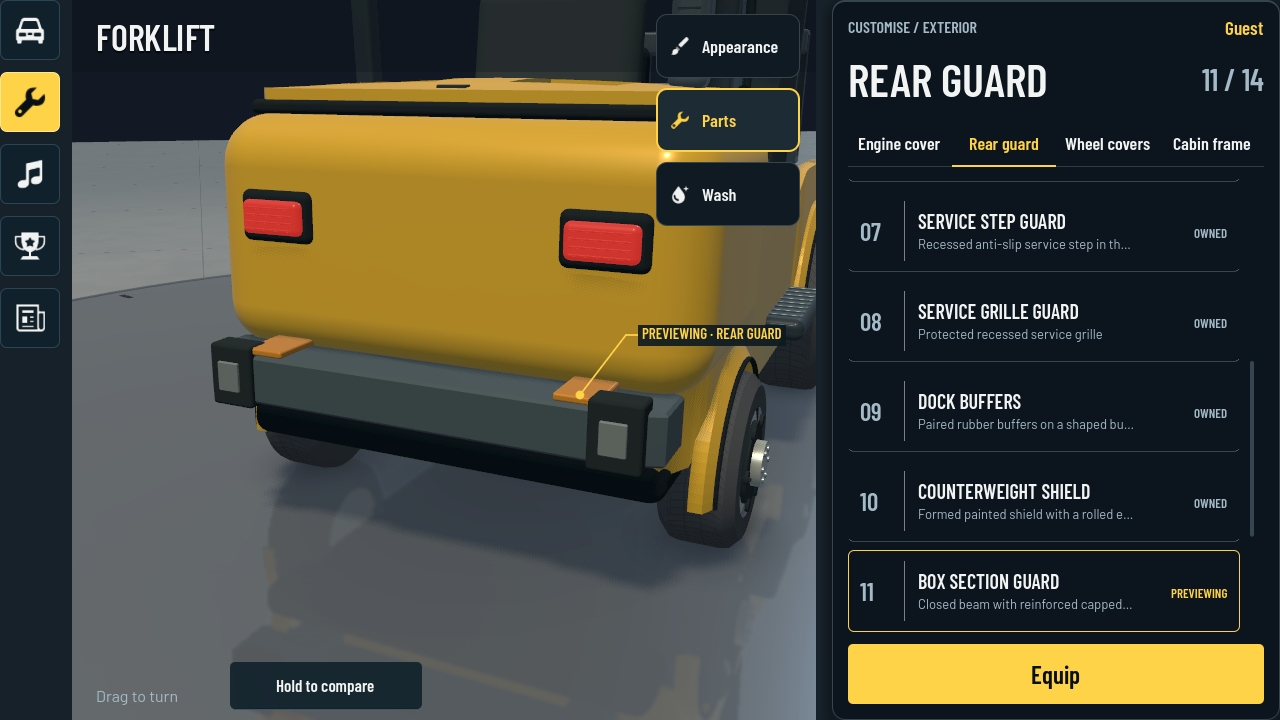 FORKLIFT
Appearance
Parts
Wash
PREVIEWING · REAR GUARD
Drag to turn
Hold to compare
CUSTOMISE / EXTERIOR
Guest
REAR GUARD
11 / 14
Engine cover
Rear guard
Wheel covers
Cabin frame
07
SERVICE STEP GUARD
Recessed anti-slip service step in th...
OWNED
08
SERVICE GRILLE GUARD
Protected recessed service grille
OWNED
09
DOCK BUFFERS
Paired rubber buffers on a shaped bu...
OWNED
10
COUNTERWEIGHT SHIELD
Formed painted shield with a rolled e...
OWNED
11
BOX SECTION GUARD
Closed beam with reinforced capped...
PREVIEWING
Equip